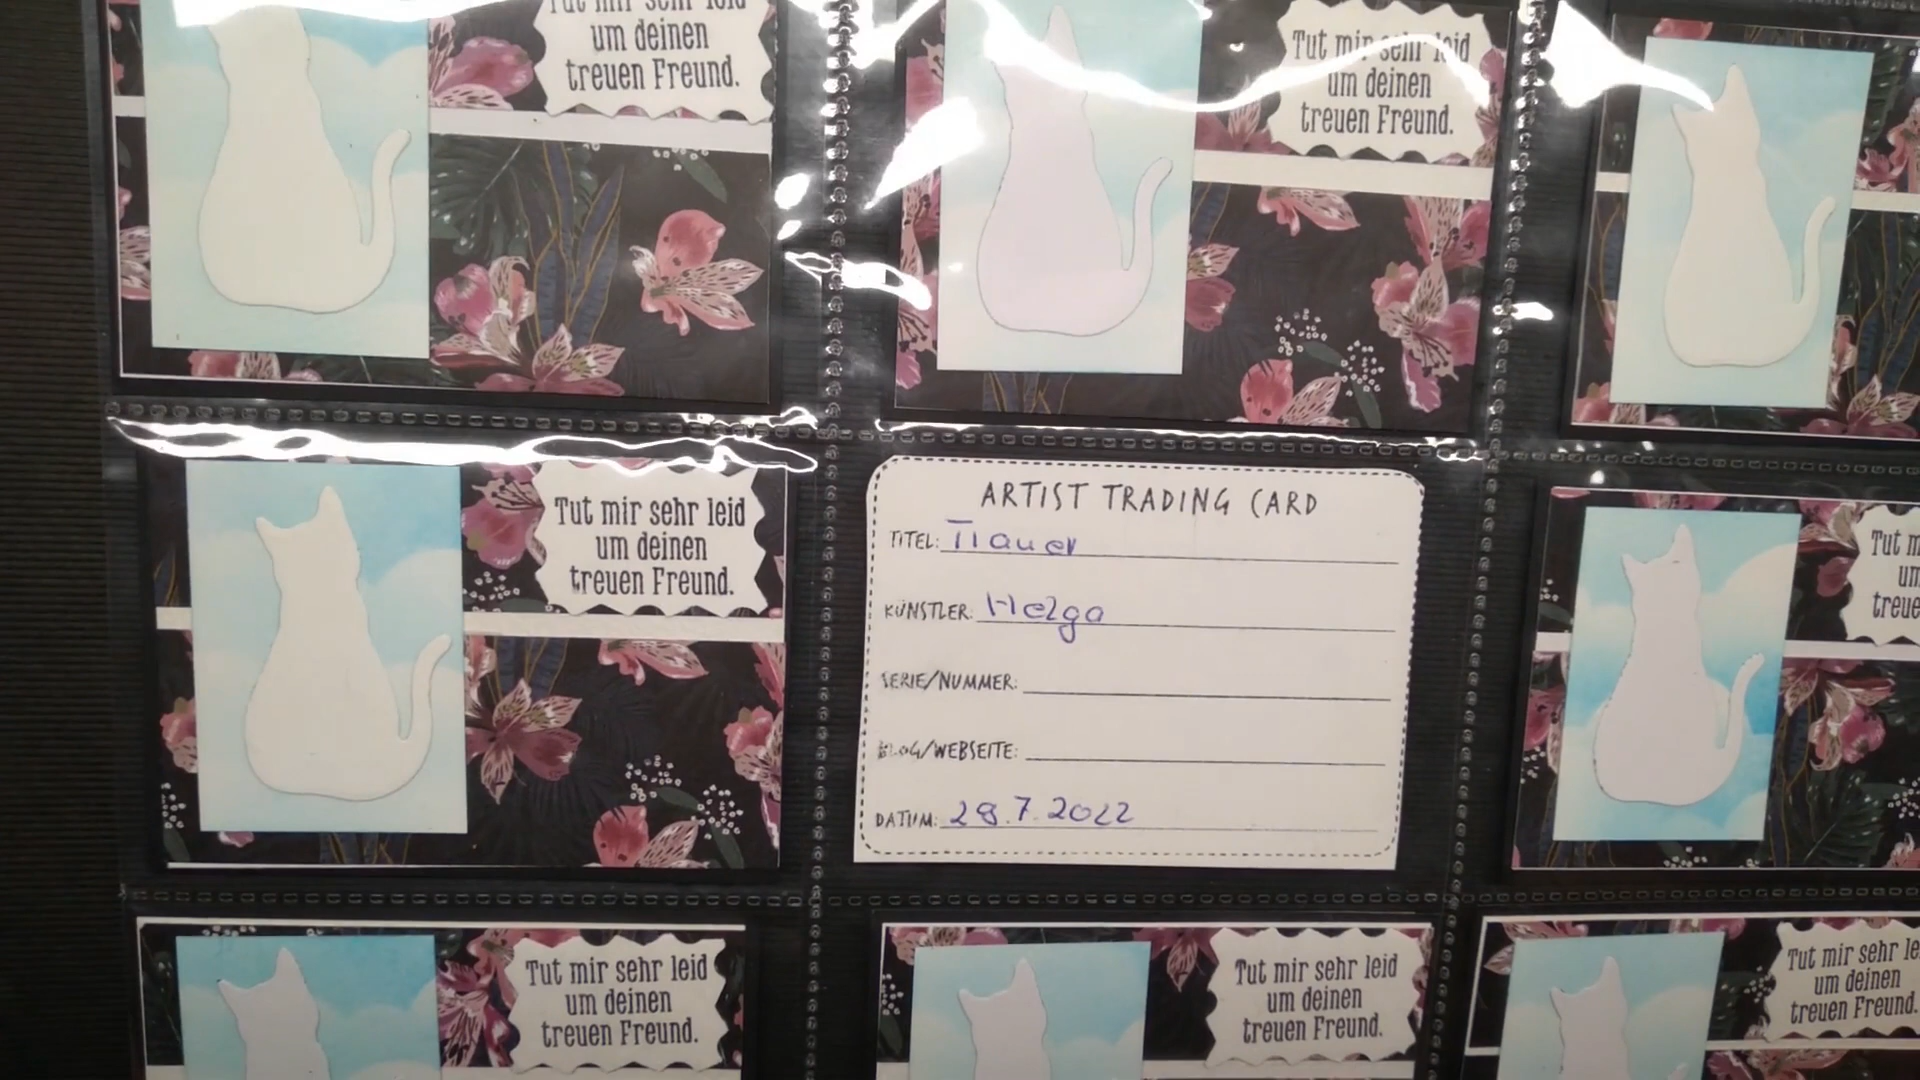 Tut mir sehr leid
um deinen
treuen Freund.
Tut mir sehr leid
um deinen
treuen Freund.
Tut mir sehr leid
um deinen
treuen Freund.
ARTIST TRADING CARD
TITEL: Trauer
KÜNSTLER: Helga
SERIE/NUMMER:
BLOG/WEBSEITE:
DATUM: 28.7.2022
Tut
um
treue
Tut mir sehr leid
um deinen
treuen Freund.
Tut mir sehr leid
um deinen
treuen Freund.
Tut mir sehr
um deinen
treuen Freund.